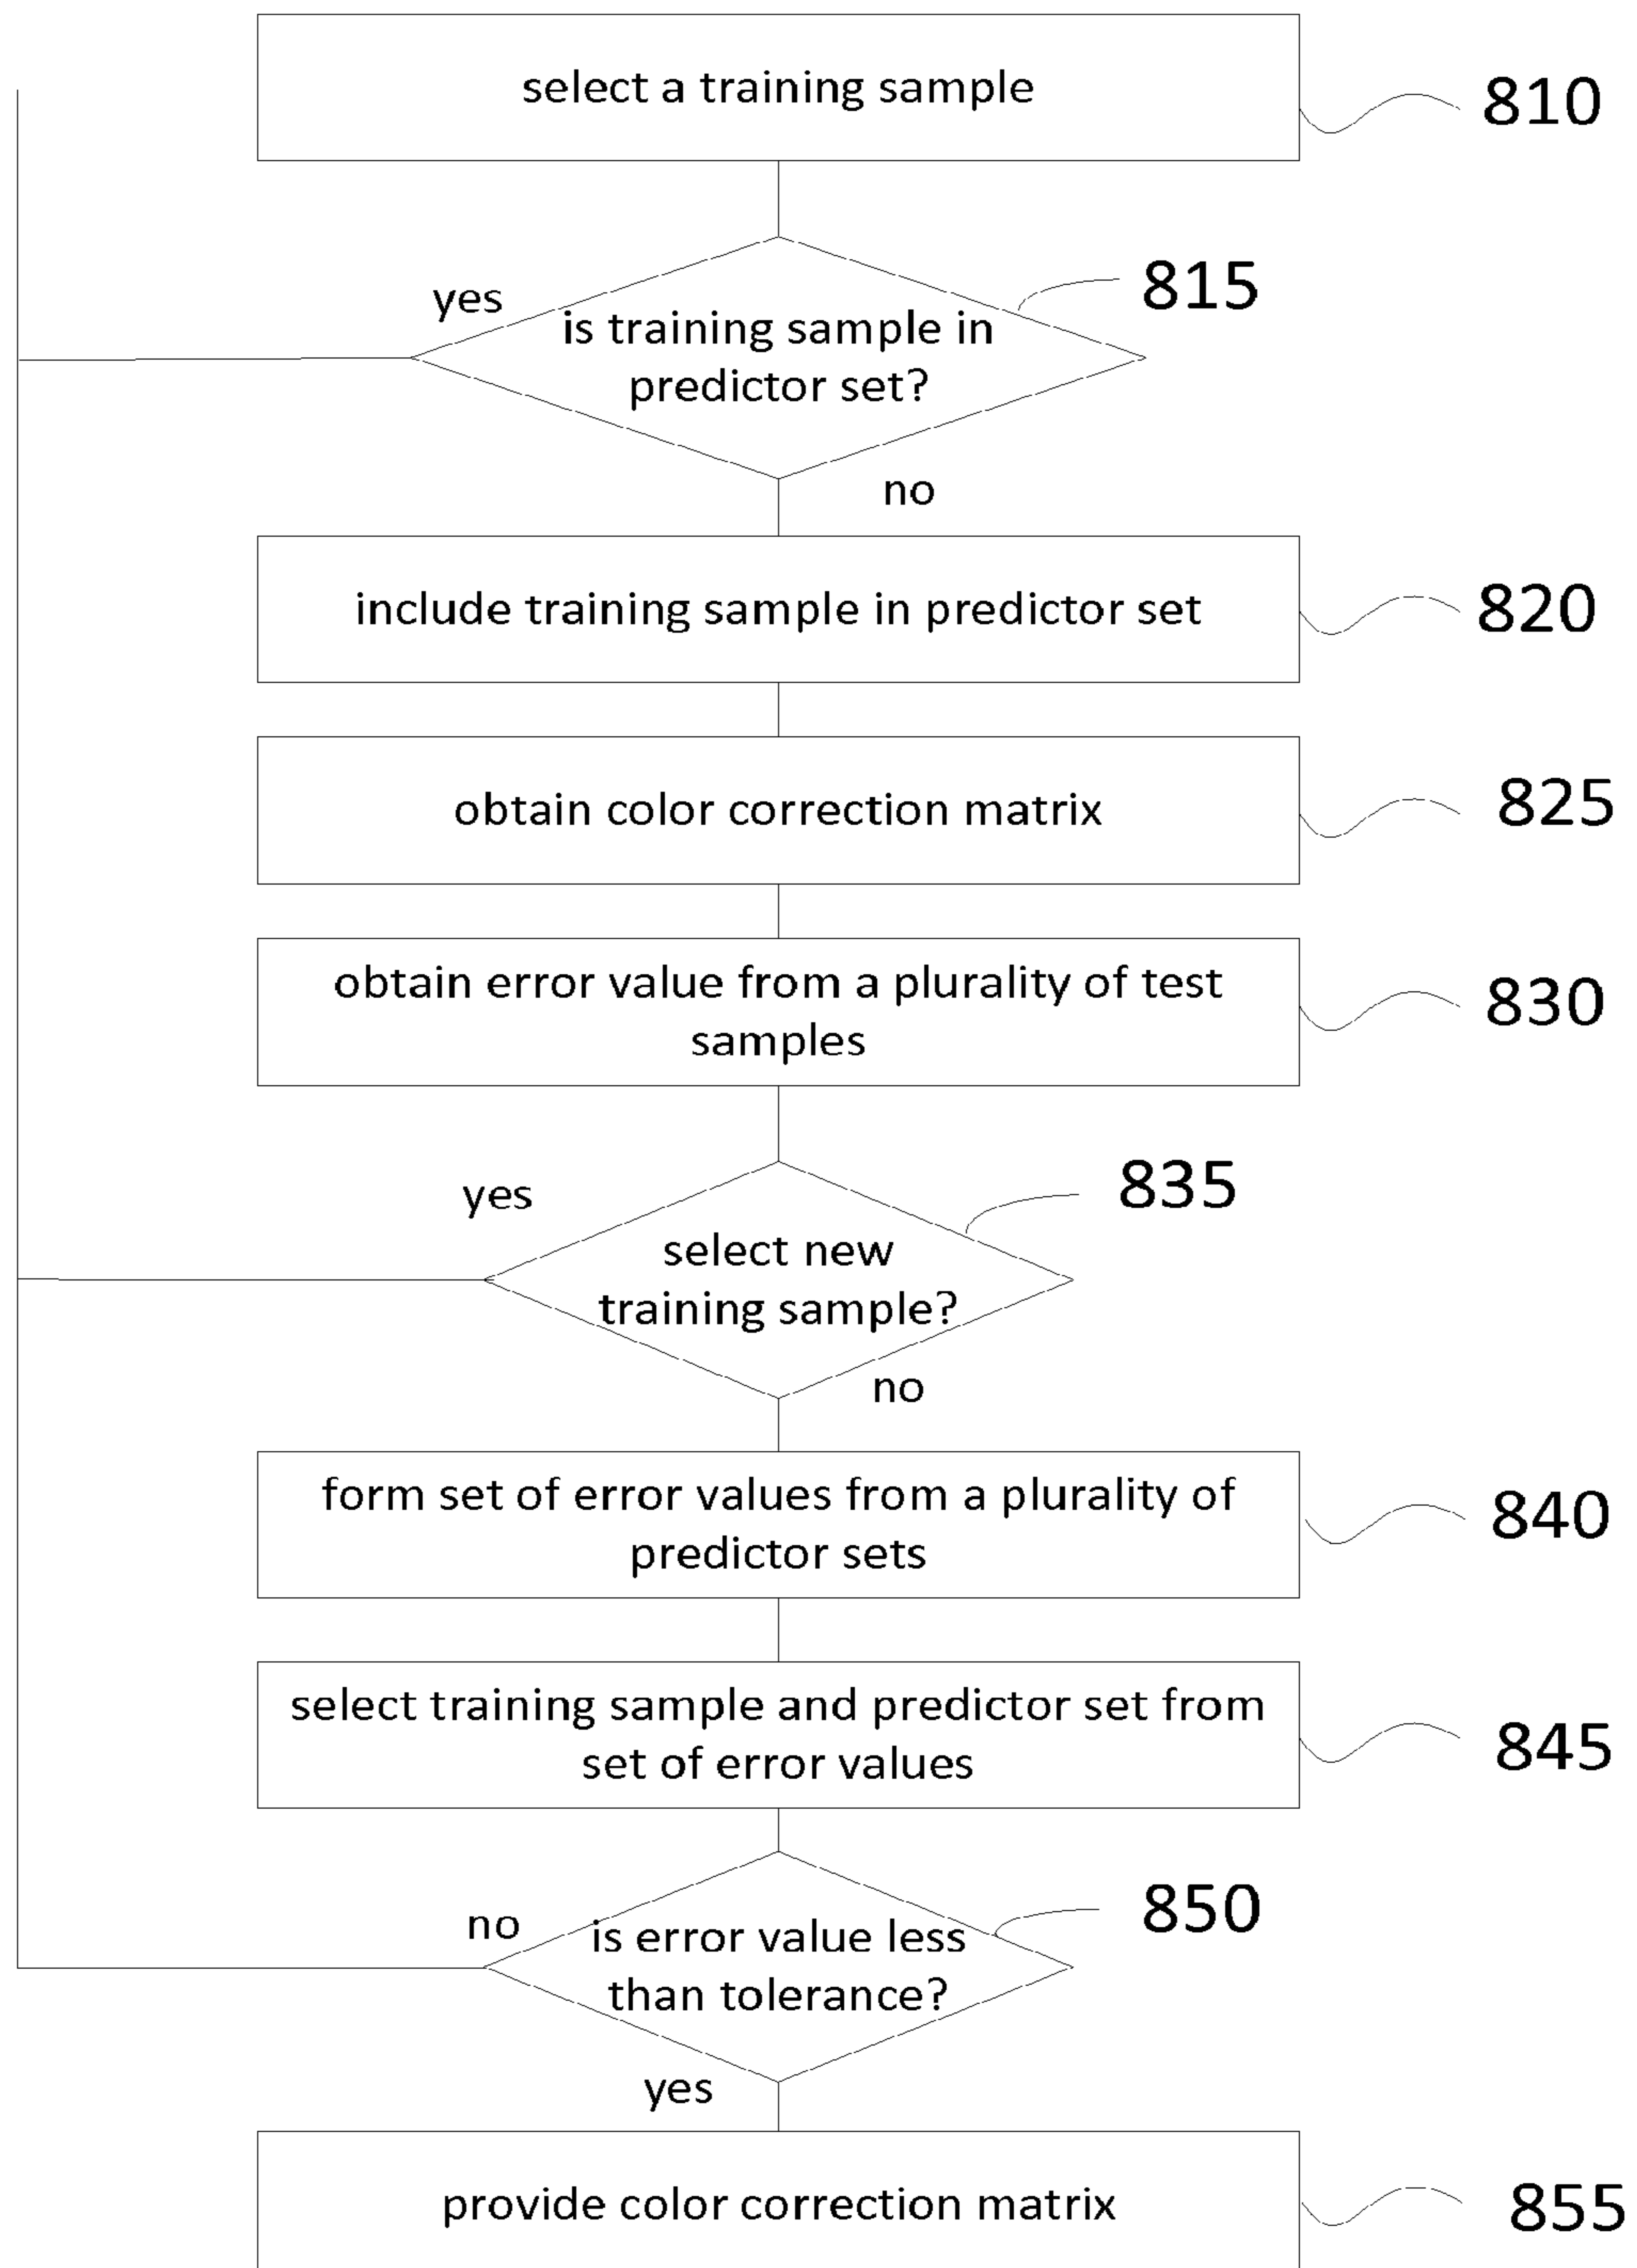 select a training sample
810
815
yes
is training sample in
predictor set?
no
include training sample in predictor set
820
obtain color correction matrix
825
obtain error value from a plurality of test
samples
830
835
yes
select new
training sample?
no
form set of error values from a plurality of
predictor sets
840
select training sample and predictor set from
set of error values
845
850
no
is error value less
than tolerance?
yes
provide color correction matrix
855